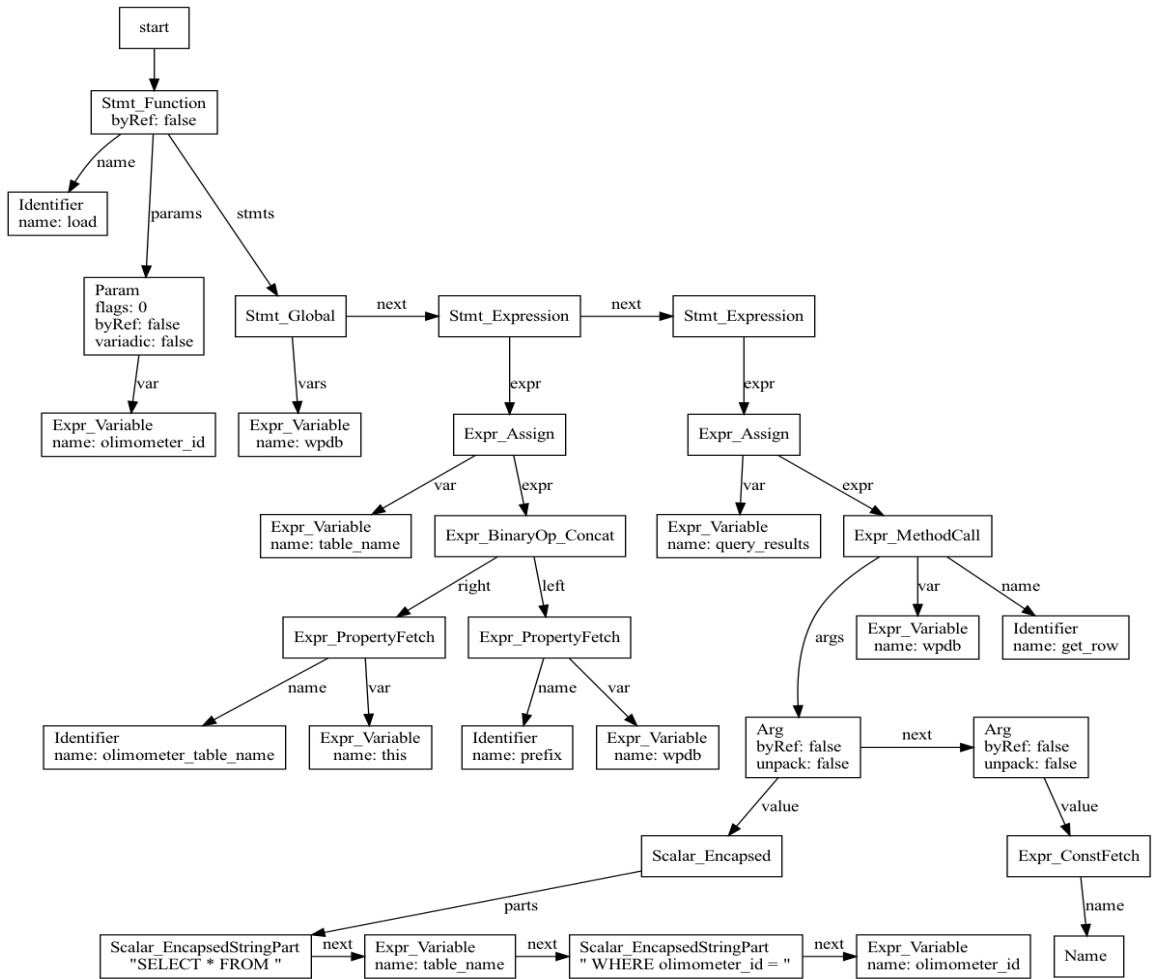 start
Stmt_Function
byRef: false
name
params
stmts
Identifier
name: load
Param
flags: 0
byRef: false
variadic: false
Stmt_Global
next
Stmt_Expression
next
Stmt_Expression
var
vars
expr
expr
Expr_Variable
name: olimometer_id
Expr_Variable
name: wpdb
Expr_Assign
Expr_Assign
var
expr
var
expr
Expr_Variable
name: table_name
Expr_BinaryOp_Concat
Expr_Variable
name: query_results
Expr_MethodCall
right
left
args
var
name
Expr_PropertyFetch
Expr_PropertyFetch
Expr_Variable
name: wpdb
Identifier
name: get_row
name
var
name
var
Identifier
name: olimometer_table_name
Expr_Variable
name: this
Identifier
name: prefix
Expr_Variable
name: wpdb
Arg
byRef: false
unpack: false
next
Arg
byRef: false
unpack: false
value
value
Scalar_Encapsed
Expr_ConstFetch
parts
name
Scalar_EncapsedStringPart
"SELECT * FROM "
next
Expr_Variable
name: table_name
next
Scalar_EncapsedStringPart
" WHERE olimometer_id = "
next
Expr_Variable
name: olimometer_id
Name